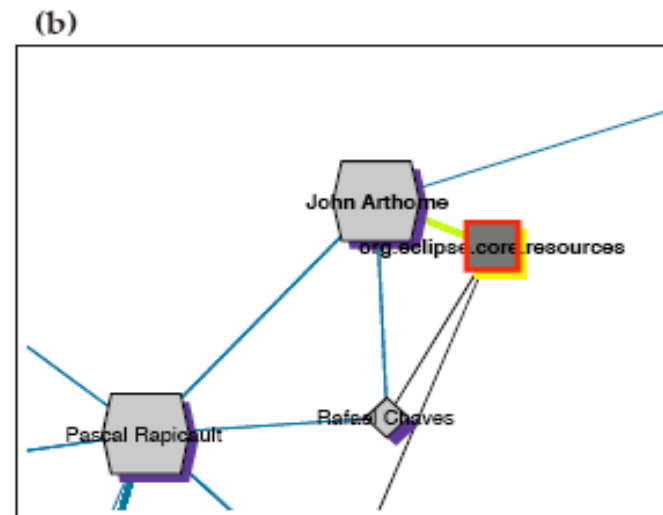 (b)
John Arthorne
org.eclipse.core.resources
Rafael Chaves
Pascal Rapicault